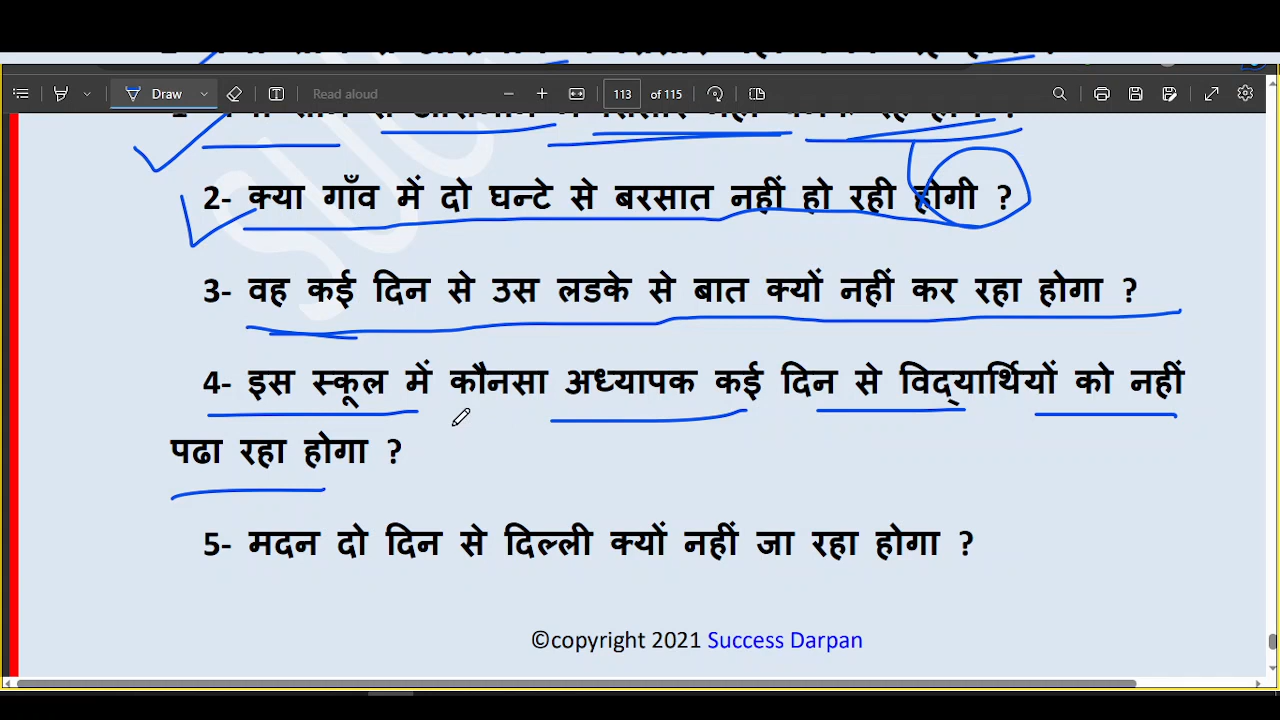 Draw
Read aloud
113 of 115
2- क्या गाँव में दो घन्टे से बरसात नहीं हो रही होगी ?
3- वह कई दिन से उस लडके से बात क्यों नहीं कर रहा होगा ?
4- इस स्कूल में कौनसा अध्यापक कई दिन से विद्यार्थियों को नहीं
पढा रहा होगा ?
5- मदन दो दिन से दिल्ली क्यों नहीं जा रहा होगा ?
©copyright 2021 Success Darpan